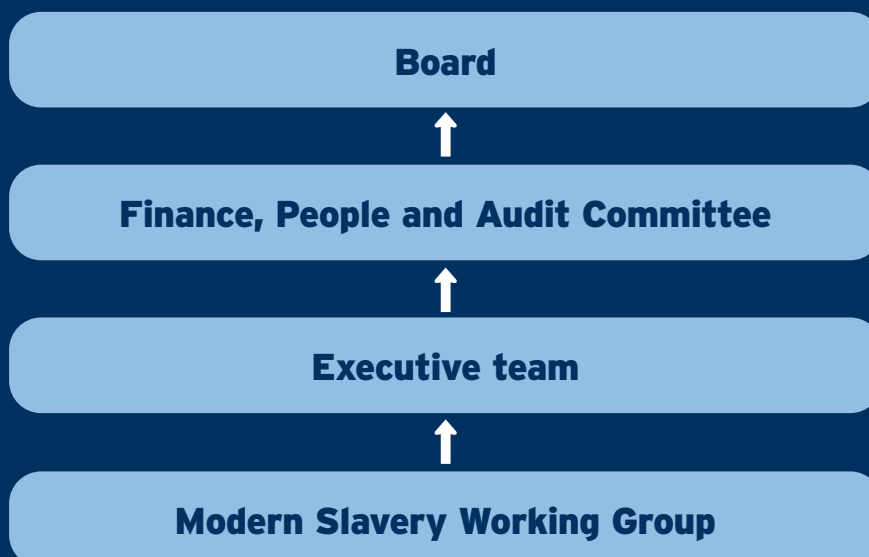 Board
Finance, People and Audit Committee
Executive team
Modern Slavery Working Group